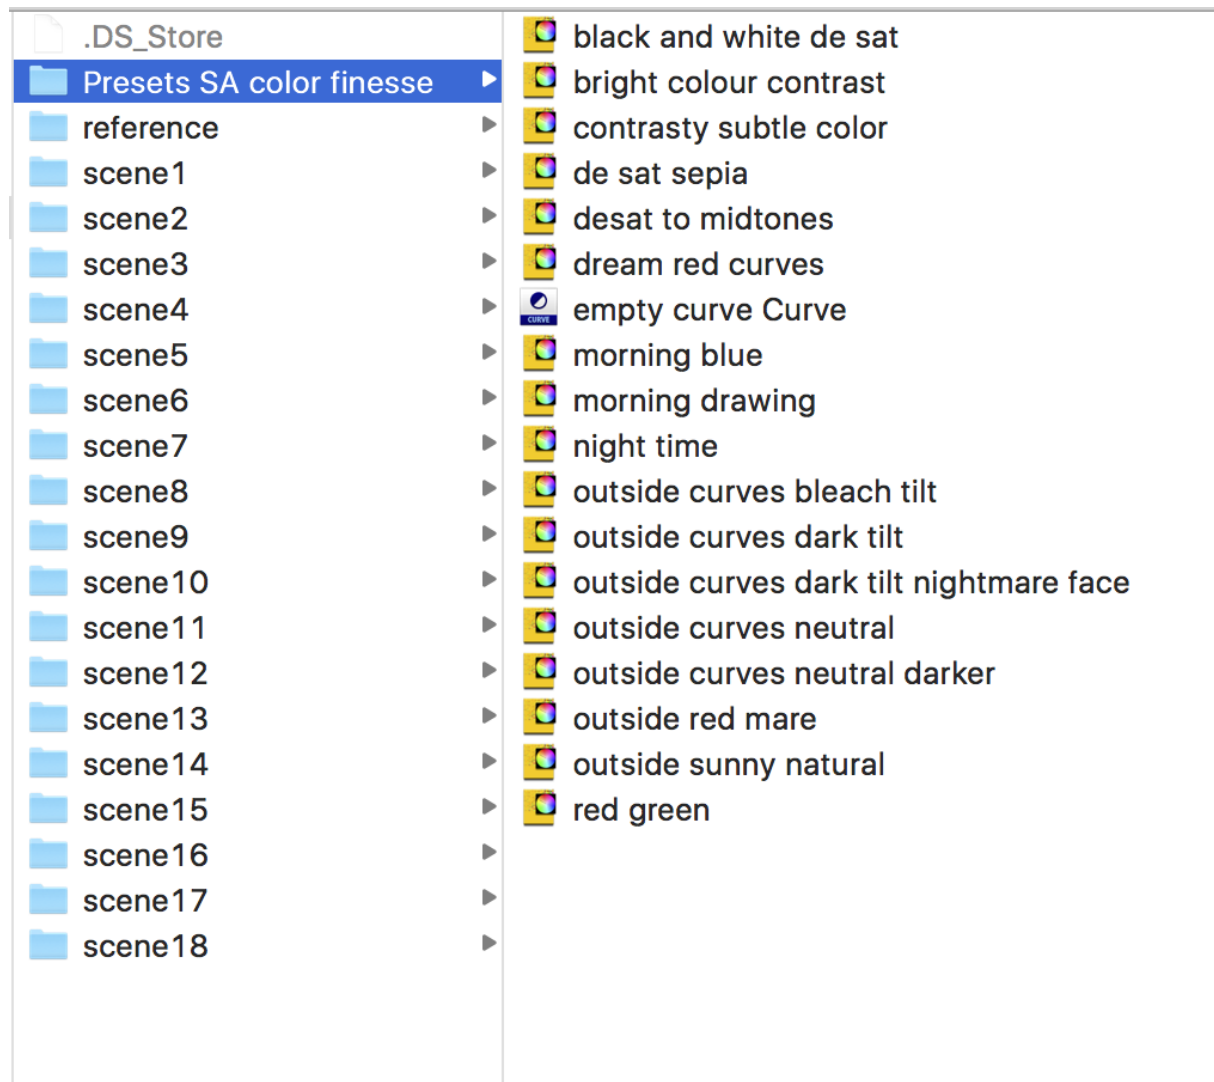 .DS_Store
Presets SA color finesse
reference
scene1
scene2
scene3
scene4
scene5
scene6
scene7
scene8
scene9
scene10
scene11
scene12
scene13
scene14
scene15
scene16
scene17
scene18
black and white de sat
bright colour contrast
contrasty subtle color
de sat sepia
desat to midtones
dream red curves
CURVE
empty curve Curve
morning blue
morning drawing
night time
outside curves bleach tilt
outside curves dark tilt
outside curves dark tilt nightmare face
outside curves neutral
outside curves neutral darker
outside red mare
outside sunny natural
red green